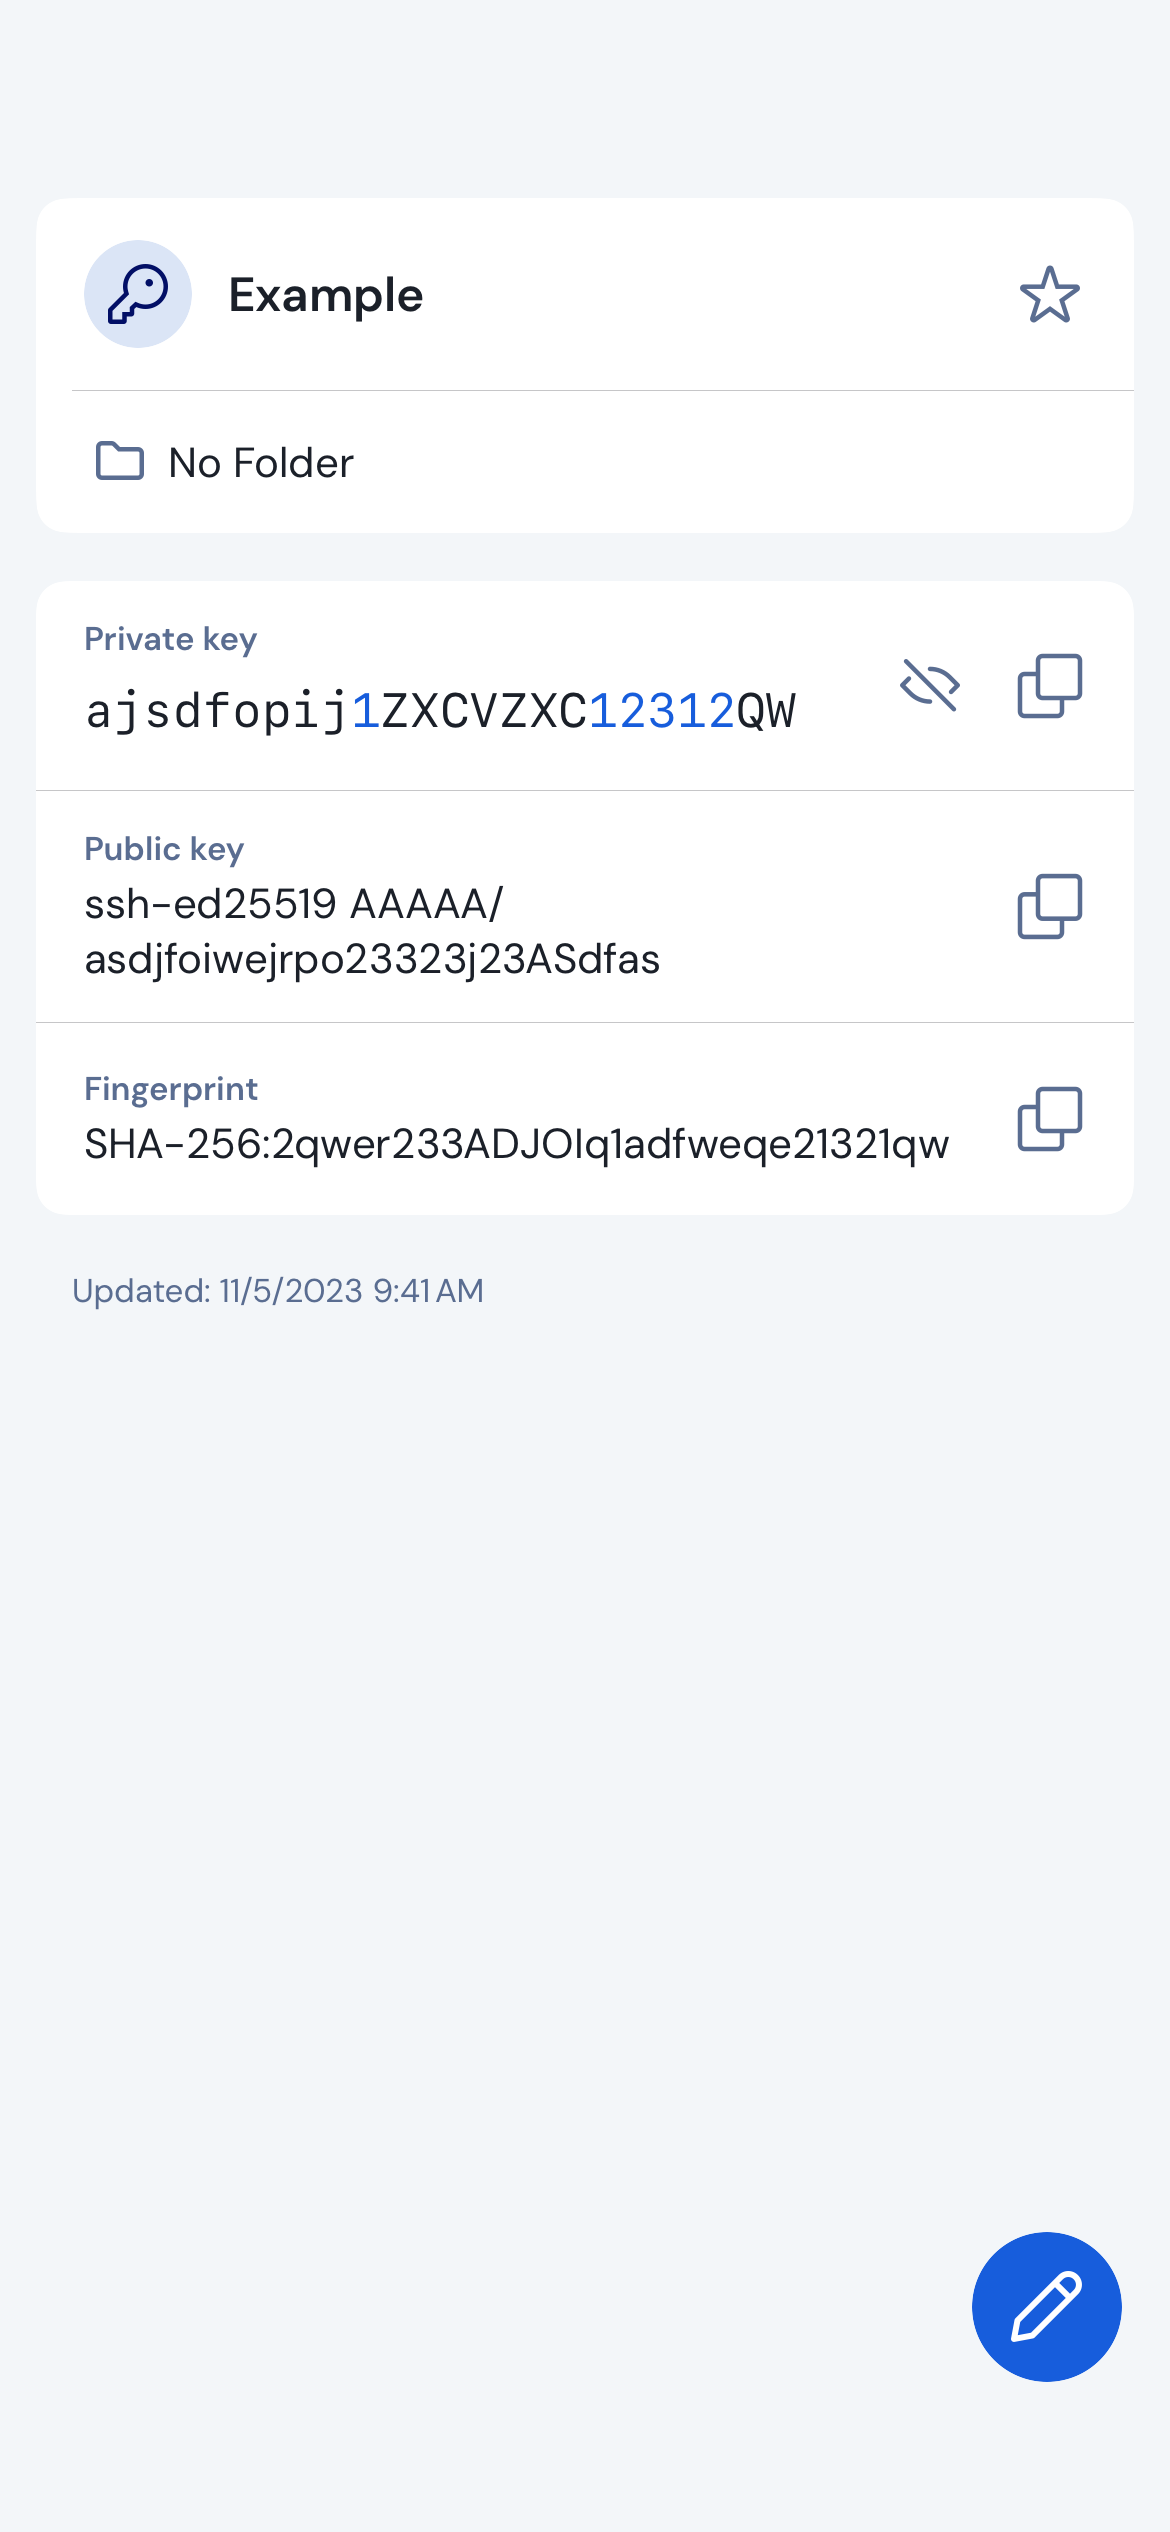 Example
No Folder
Private key
ajsdfopij1ZXCVZXC12312QW
Public key
ssh-ed25519 AAAAA/
asdjfoiwejrpo23323j23ASdfas
Fingerprint
SHA-256:2qwer233ADJOIq1adfweqe21321qw
Updated: 11/5/2023 9:41 AM